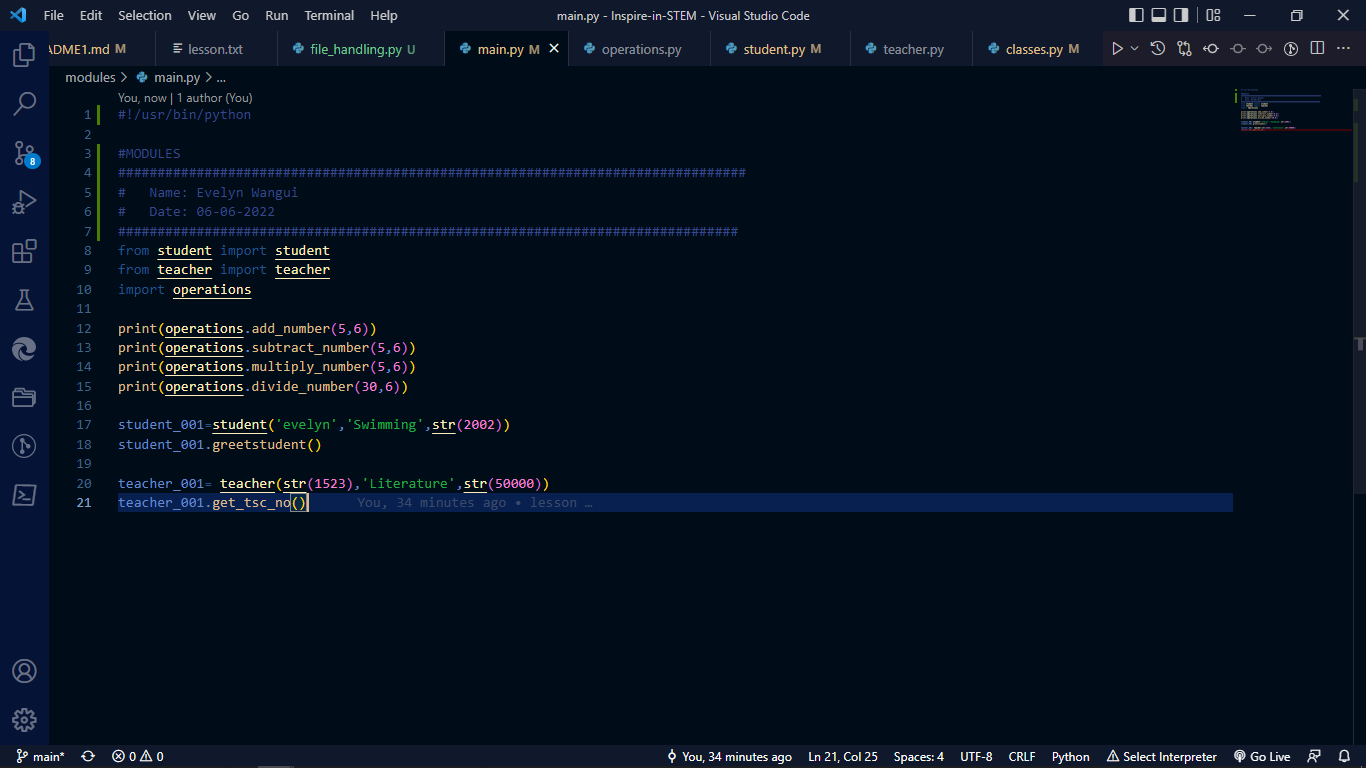 File Edit Selection View Go Run Terminal Help main.py - Inspire-in-STEM - Visual Studio Code
ADME1.md M lesson.txt file_handling.py U main.py M operations.py student.py M teacher.py classes.py M
modules > main.py > ...
You, now | 1 author (You)
1 #!/usr/bin/python
2
3 #MODULES
4 ################################################################################
5 #   Name: Evelyn Wangui
6 #   Date: 06-06-2022
7 ###############################################################################
8 from student import student
9 from teacher import teacher
10 import operations
11
12 print(operations.add_number(5,6))
13 print(operations.subtract_number(5,6))
14 print(operations.multiply_number(5,6))
15 print(operations.divide_number(30,6))
16
17 student_001=student('evelyn','Swimming',str(2002))
18 student_001.greetstudent()
19
20 teacher_001= teacher(str(1523),'Literature',str(50000))
21 teacher_001.get_tsc_no() You, 34 minutes ago • lesson …
8
main* 0 0 You, 34 minutes ago Ln 21, Col 25 Spaces: 4 UTF-8 CRLF Python Select Interpreter Go Live